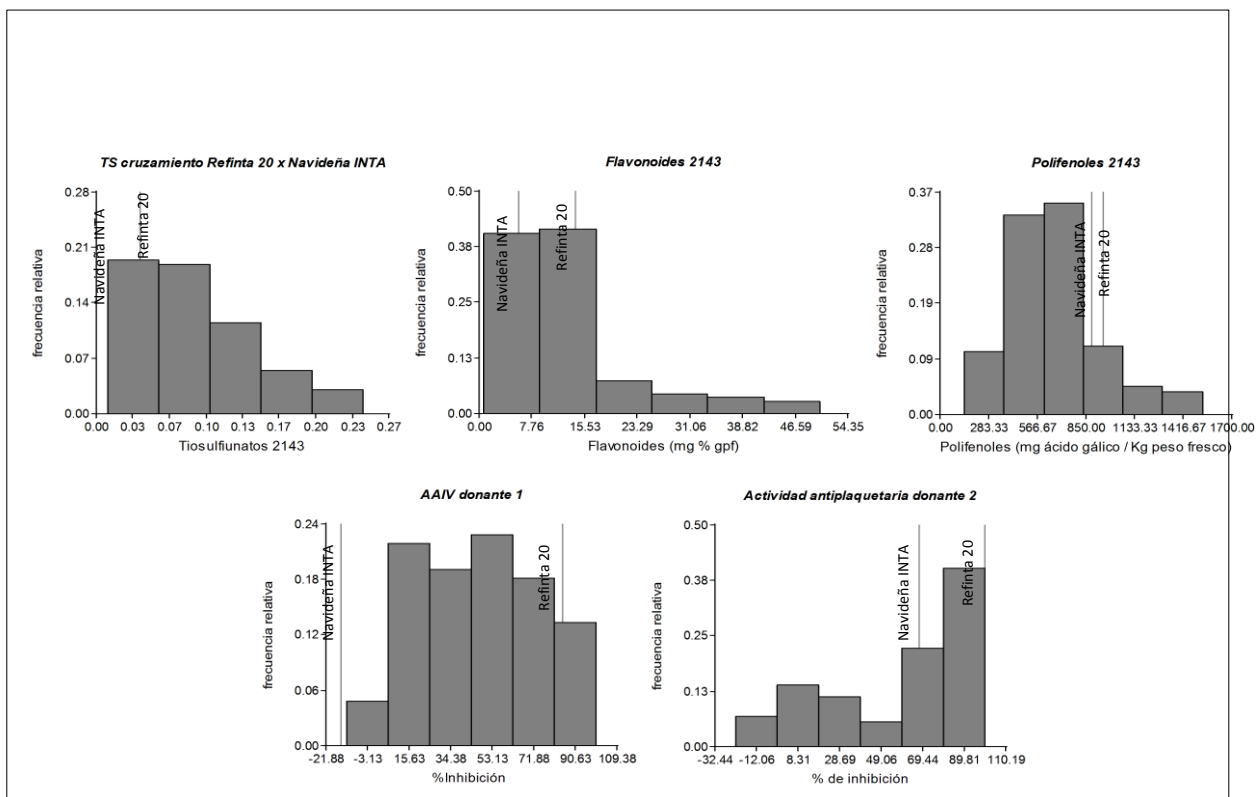 TS cruzamiento Refinta 20 x Navideña INTA
0.28
0.21
0.14
0.07
0.00
frecuencia relativa
Navideña INTA
Refinta 20
0.00 0.03 0.07 0.10 0.13 0.17 0.20 0.23 0.27
Tiosulfiunatos 2143
Flavonoides 2143
0.50
0.38
0.25
0.13
0.00
frecuencia relativa
Navideña INTA
Refinta 20
0.00 7.76 15.53 23.29 31.06 38.82 46.59 54.35
Flavonoides (mg % gpf)
Polifenoles 2143
0.37
0.28
0.19
0.09
0.00
frecuencia relativa
Navideña INTA
Refinta 20
0.00 283.33 566.67 850.00 1133.33 1416.67 1700.00
Polifenoles (mg ácido gálico / Kg peso fresco)
AAIV donante 1
0.24
0.18
0.12
0.06
0.00
frecuencia relativa
Navideña INTA
Refinta 20
-21.88 -3.13 15.63 34.38 53.13 71.88 90.63 109.38
%Inhibición
Actividad antiplaquetaria donante 2
0.50
0.38
0.25
0.13
0.00
frecuencia relativa
Navideña INTA
Refinta 20
-32.44 -12.06 8.31 28.69 49.06 69.44 89.81 110.19
% de inhibición